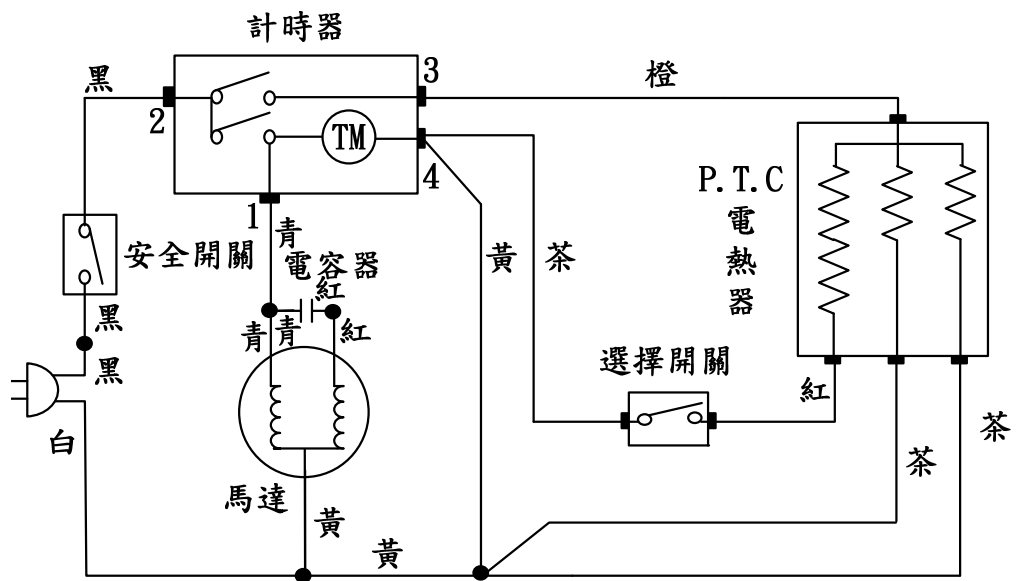 計時器
黑
2
TM
3
4
1
橙
P.T.C
電
熱
器
安全開關
青
電容器
紅
黃
茶
黑
青
青
紅
黑
選擇開關
紅
白
茶
茶
馬達
黃
黃